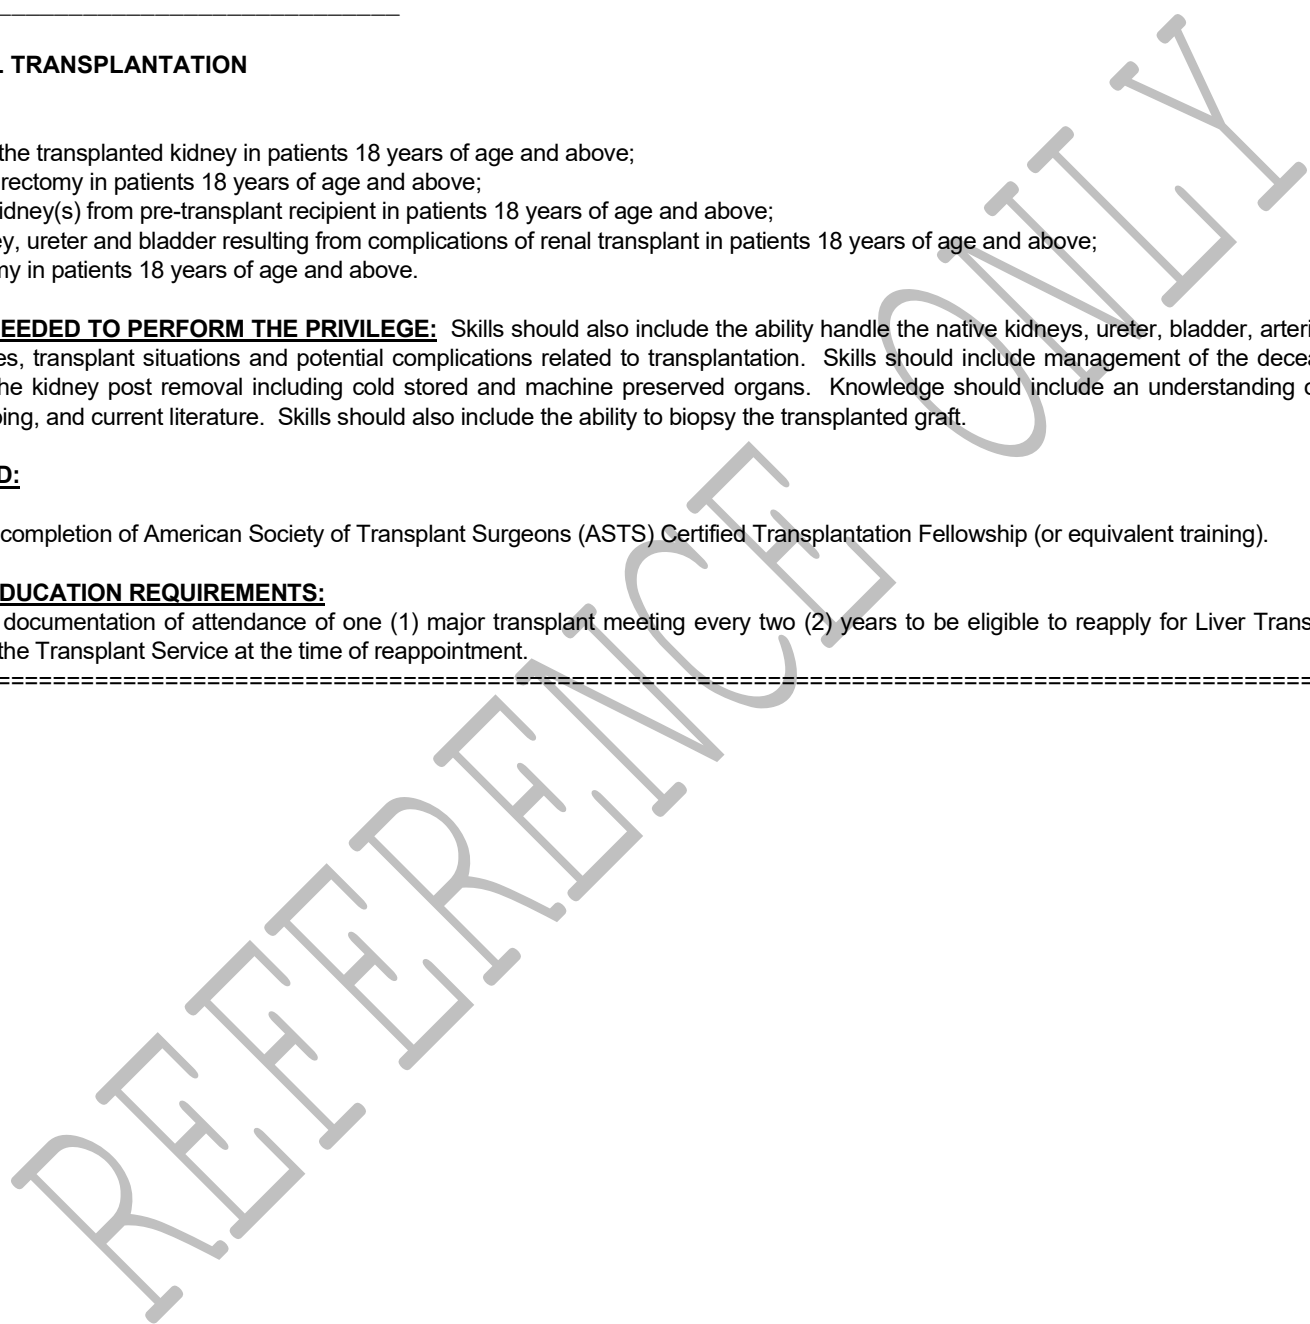 L TRANSPLANTATION
the transplanted kidney in patients 18 years of age and above;
rectomy in patients 18 years of age and above;
idney(s) from pre-transplant recipient in patients 18 years of age and above;
ey, ureter and bladder resulting from complications of renal transplant in patients 18 years of age and above;
my in patients 18 years of age and above.
EEDED TO PERFORM THE PRIVILEGE: Skills should also include the ability handle the native kidneys, ureter, bladder, arteri
es, transplant situations and potential complications related to transplantation. Skills should include management of the decea
he kidney post removal including cold stored and machine preserved organs. Knowledge should include an understanding o
ping, and current literature. Skills should also include the ability to biopsy the transplanted graft.
D:
completion of American Society of Transplant Surgeons (ASTS) Certified Transplantation Fellowship (or equivalent training).
DUCATION REQUIREMENTS:
documentation of attendance of one (1) major transplant meeting every two (2) years to be eligible to reapply for Liver Trans
the Transplant Service at the time of reappointment.
REFERENCE ONLY